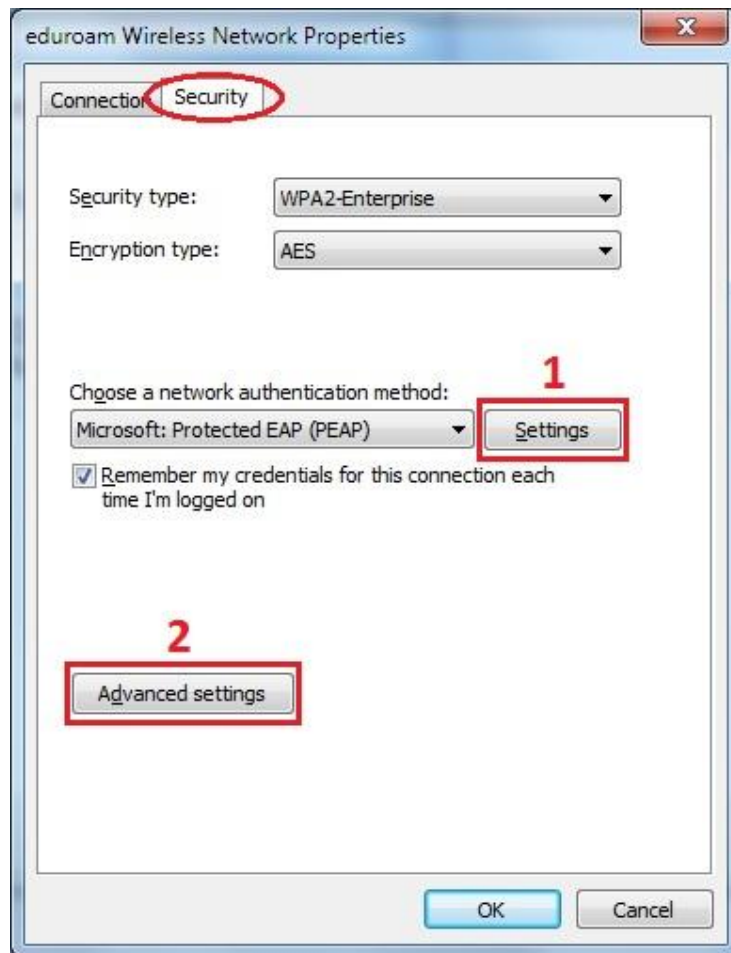 eduroam Wireless Network Properties
Connection Security
Security type: WPA2-Enterprise
Encryption type: AES
1
Choose a network authentication method:
Microsoft: Protected EAP (PEAP) Settings
Remember my credentials for this connection each
time I'm logged on
2
Advanced settings
OK Cancel